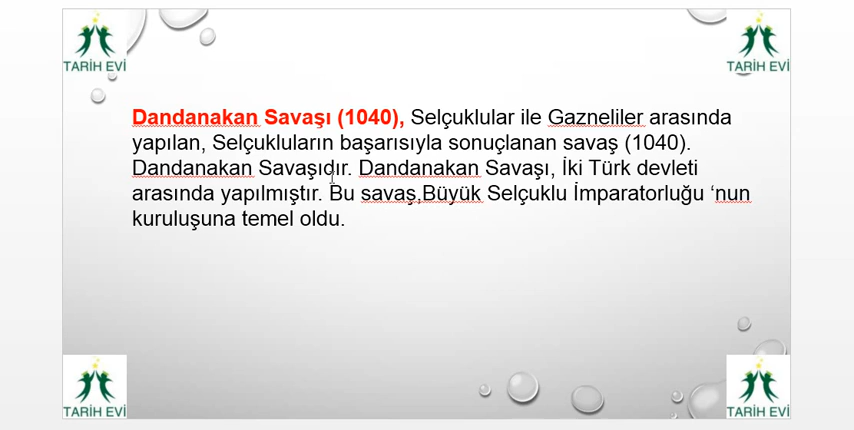 TARİH EVİ
TARİH EVİ
Dandanakan Savaşı (1040), Selçuklular ile Gazneliler arasında
yapılan, Selçukluların başarısıyla sonuçlanan savaş (1040).
Dandanakan Savaşıdır. Dandanakan Savaşı, İki Türk devleti
arasında yapılmıştır. Bu savaş,Büyük Selçuklu İmparatorluğu ‘nun
kuruluşuna temel oldu.
TARİH EVİ
TARİH EVİ